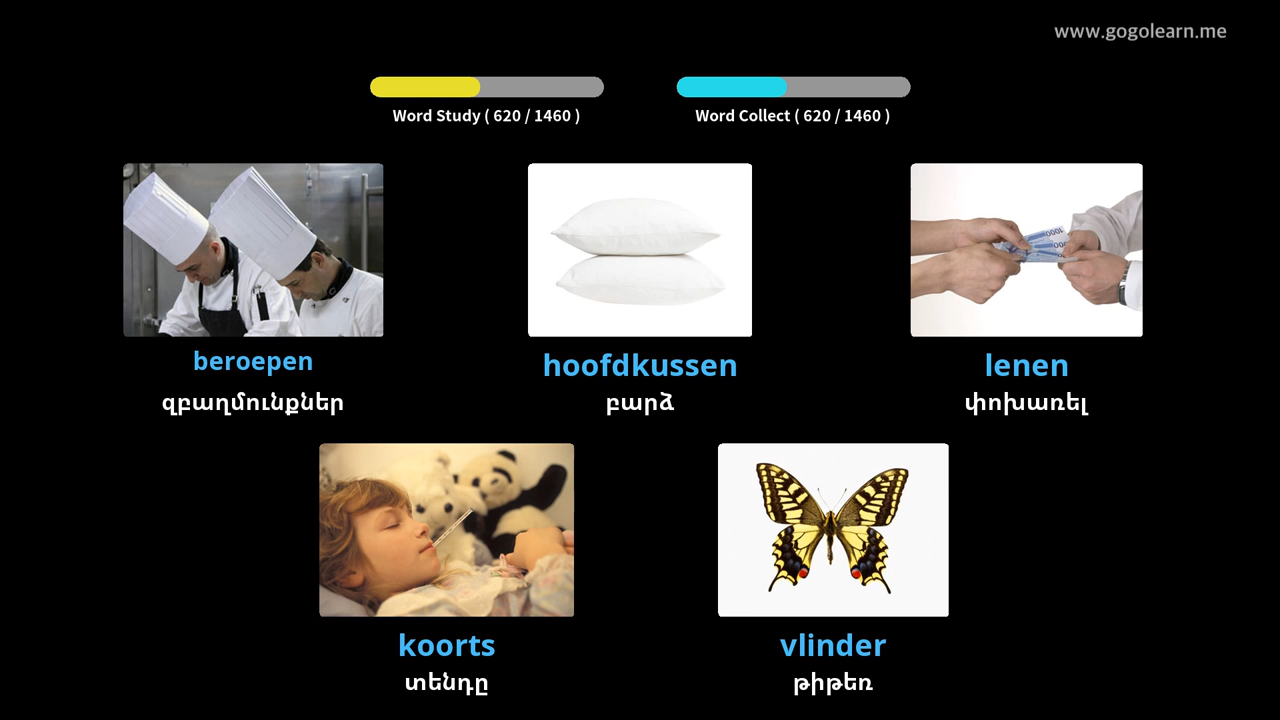 www.gogolearn.me
Word Study ( 620 / 1460 )
Word Collect ( 620 / 1460 )
beroepen
զբաղմունքներ
hoofdkussen
բարձ
lenen
փոխառել
koorts
տենդը
vlinder
թիթեռ